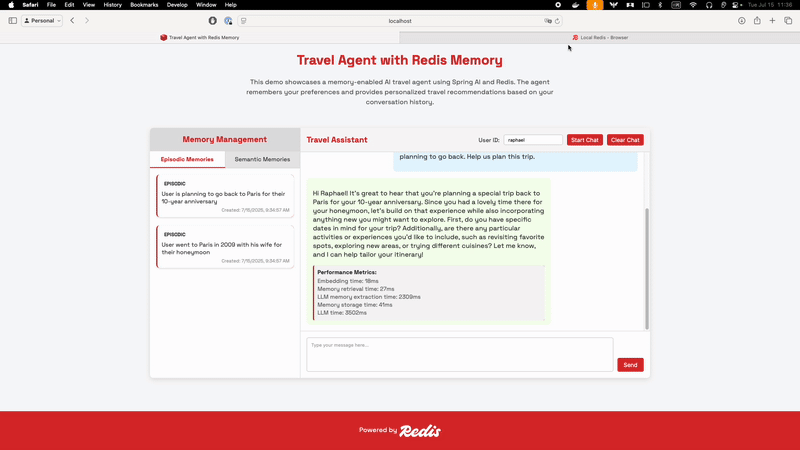 Safari File Edit View History Bookmarks Develop Window Help
Tue Jul 15 11:36
Personal
localhost
Travel Agent with Redis Memory
Local Redis - Browser
Travel Agent with Redis Memory
This demo showcases a memory-enabled AI travel agent using Spring AI and Redis. The agent
remembers your preferences and provides personalized travel recommendations based on your
conversation history.
Memory Management
Episodic Memories
Semantic Memories
EPISODIC
User is planning to go back to Paris for their
10-year anniversary
Created: 7/15/2025, 9:34:57 AM
EPISODIC
User went to Paris in 2009 with his wife for
their honeymoon
Created: 7/15/2025, 9:34:57 AM
Travel Assistant
User ID:
raphael
Start Chat
Clear Chat
planning to go back. Help us plan this trip.
Hi Raphael! It's great to hear that you're planning a special trip back to
Paris for your 10-year anniversary. Since you had a lovely time there for
your honeymoon, let's build on that experience while also incorporating
anything new you might want to explore. First, do you have specific
dates in mind for your trip? Additionally, are there any particular
activities or experiences you'd like to include, such as revisiting favorite
spots, exploring new areas, or trying different cuisines? Let me know,
and I can help tailor your itinerary!
Performance Metrics:
Embedding time: 18ms
Memory retrieval time: 27ms
LLM memory extraction time: 2309ms
Memory storage time: 41ms
LLM time: 3502ms
Type your message here...
Send
Powered by Redis